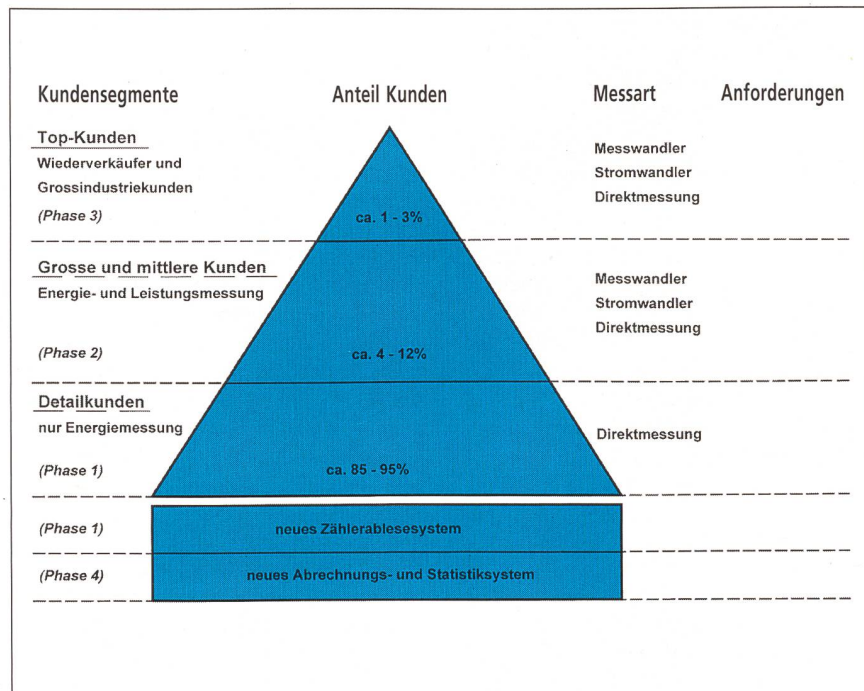 Kundensegmente Anteil Kunden Messart Anforderungen
Top-Kunden
Wiederverkäufer und
Grossindustriekunden
(Phase 3)
ca. 1 - 3%
Messwandler
Stromwandler
Direktmessung
Grosse und mittlere Kunden
Energie- und Leistungsmessung
(Phase 2)
ca. 4 - 12%
Messwandler
Stromwandler
Direktmessung
Detailkunden
nur Energiemessung
(Phase 1)
ca. 85 - 95%
Direktmessung
(Phase 1) neues Zählerablesesystem
(Phase 4) neues Abrechnungs- und Statistiksystem